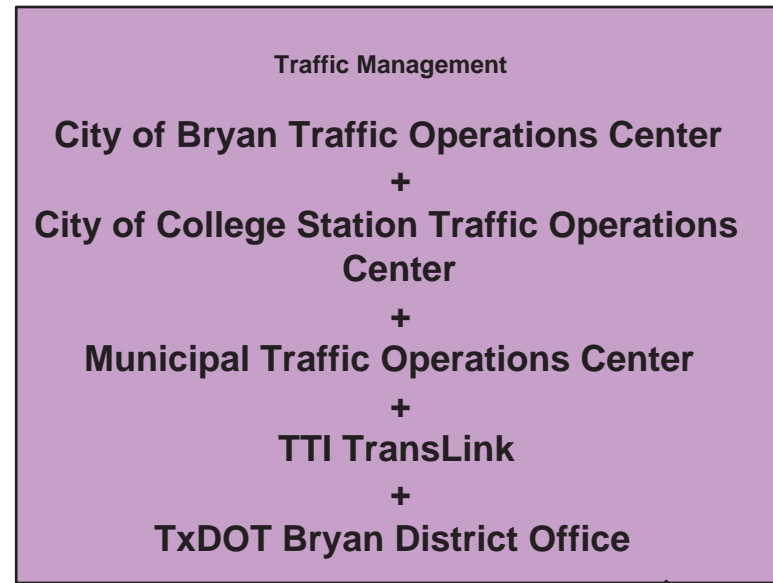 Traffic Management
City of Bryan Traffic Operations Center
+
City of College Station Traffic Operations
Center
+
Municipal Traffic Operations Center
+
TTI TransLink
+
TxDOT Bryan District Office